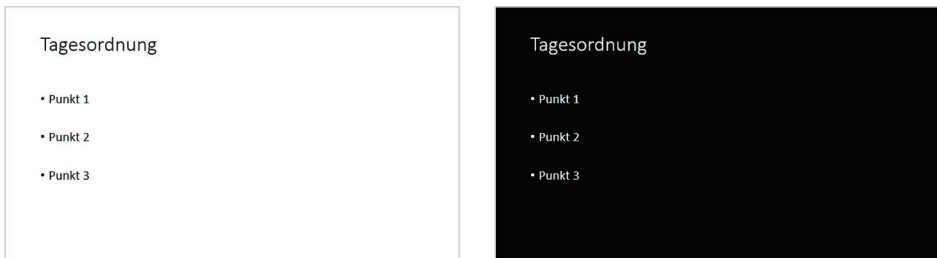 Tagesordnung
• Punkt 1
• Punkt 2
• Punkt 3
Tagesordnung
• Punkt 1
• Punkt 2
• Punkt 3